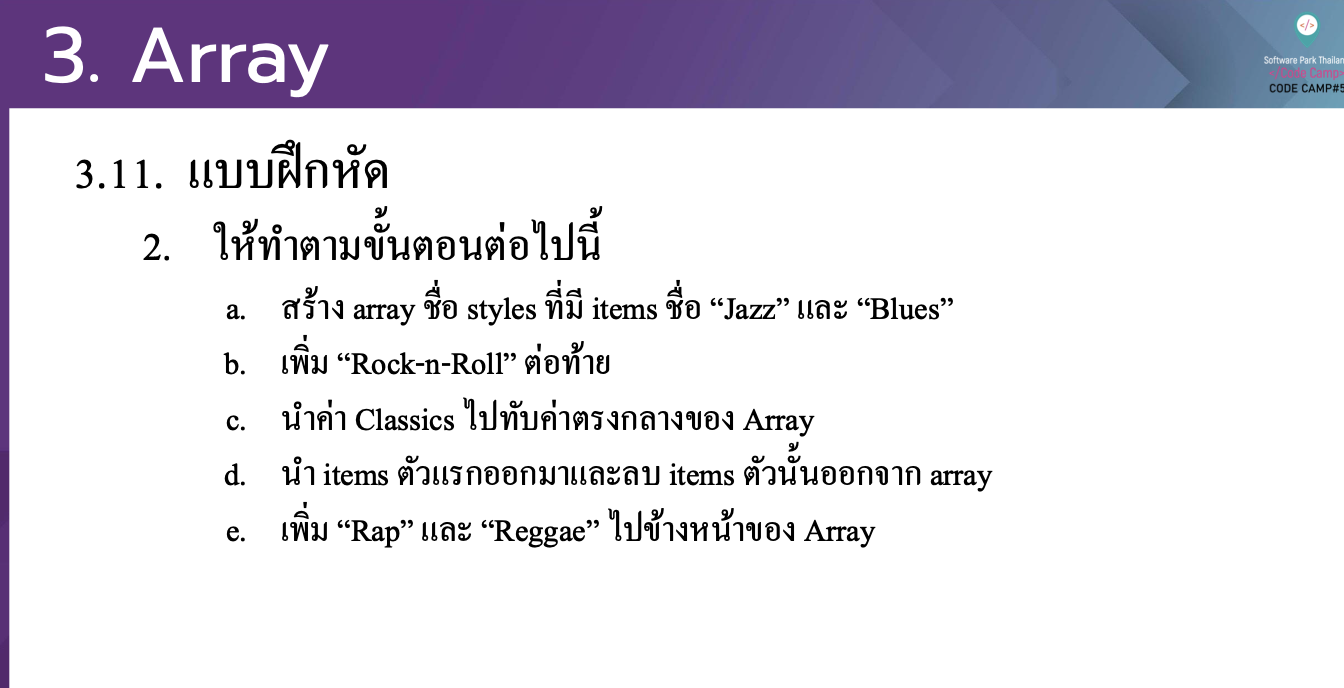 3. Array
</>
Software Park Thailan
</Code Camp>
CODE CAMP#5
3.11. แบบฝึกหัด
2. ให้ทำตามขั้นตอนต่อไปนี้
a. สร้าง array ชื่อ styles ที่มี items ชื่อ “Jazz” และ “Blues”
b. เพิ่ม “Rock-n-Roll” ต่อท้าย
c. นำค่า Classics ไปทับค่าตรงกลางของ Array
d. นำ items ตัวแรกออกมาและลบ items ตัวนั้นออกจาก array
e. เพิ่ม “Rap” และ “Reggae” ไปข้างหน้าของ Array